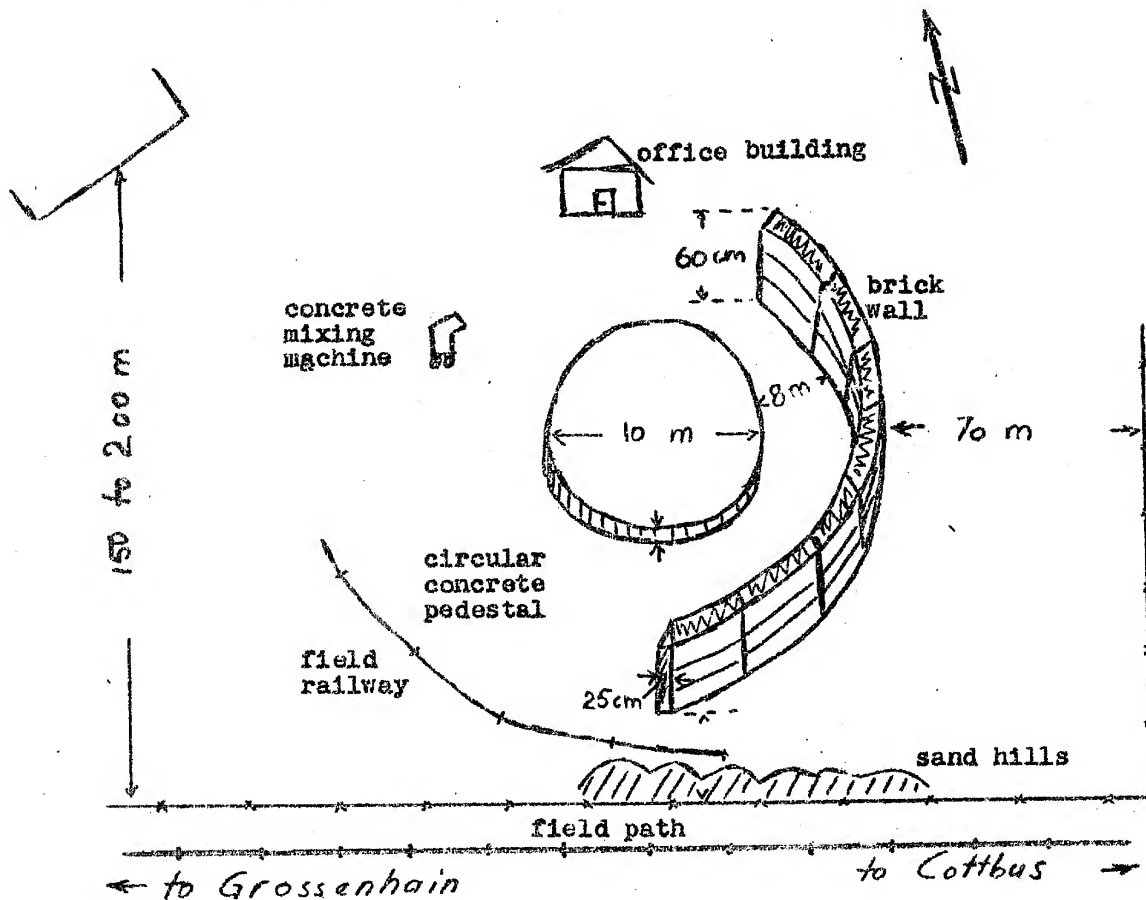 N
office building
60 cm
brick
wall
concrete
mixing
machine
8 m
10 m
70 m
150 to 200 m
circular
concrete
pedestal
field
railway
25cm
sand hills
field path
← to Grossenhain
to Cottbus →